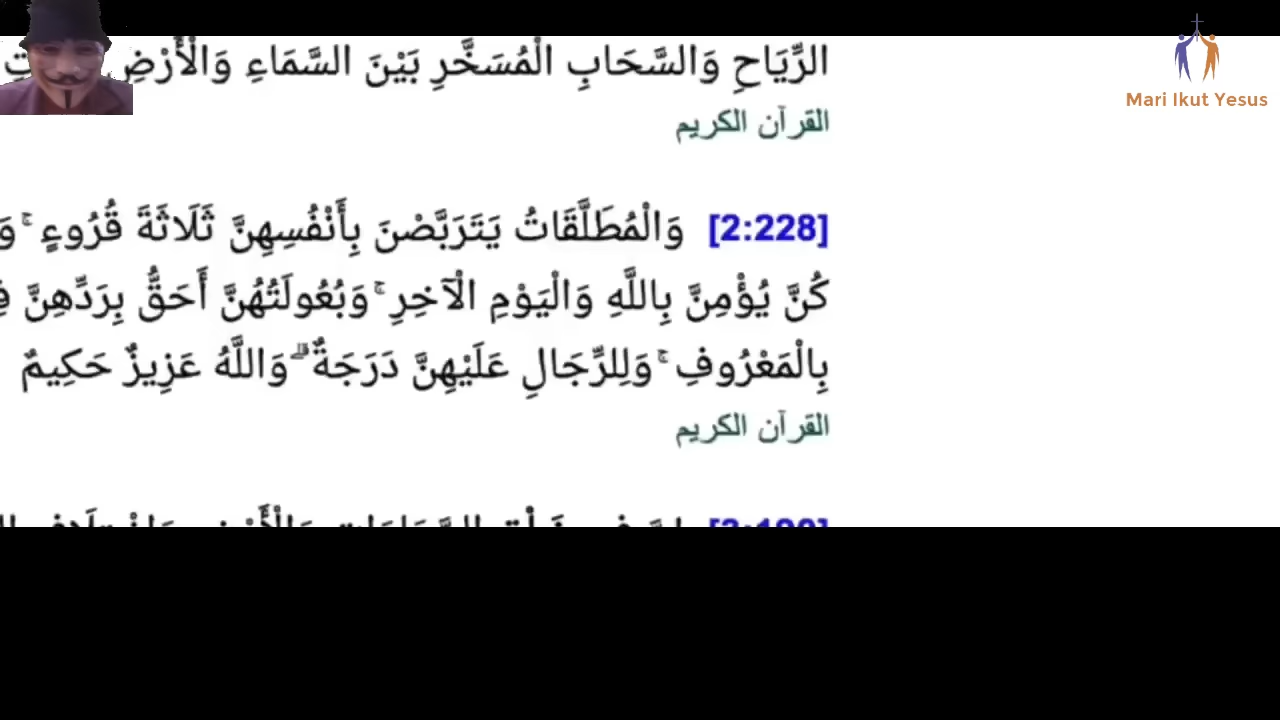 Mari Ikut Yesus
الرِّيَاحِ وَالسَّحَابِ الْمُسَخَّرِ بَيْنَ السَّمَاءِ وَالْأَرْضِ
القرآن الكريم
[2:228] وَالْمُطَلَّقَاتُ يَتَرَبَّصْنَ بِأَنْفُسِهِنَّ ثَلَاثَةَ قُرُوءٍ ۚ وَ
كُنَّ يُؤْمِنَّ بِاللَّهِ وَالْيَوْمِ الْآخِرِ ۚ وَبُعُولَتُهُنَّ أَحَقُّ بِرَدِّهِنَّ
بِالْمَعْرُوفِ ۚ وَلِلرِّجَالِ عَلَيْهِنَّ دَرَجَةٌ ۗ وَاللَّهُ عَزِيزٌ حَكِيمٌ
القرآن الكريم